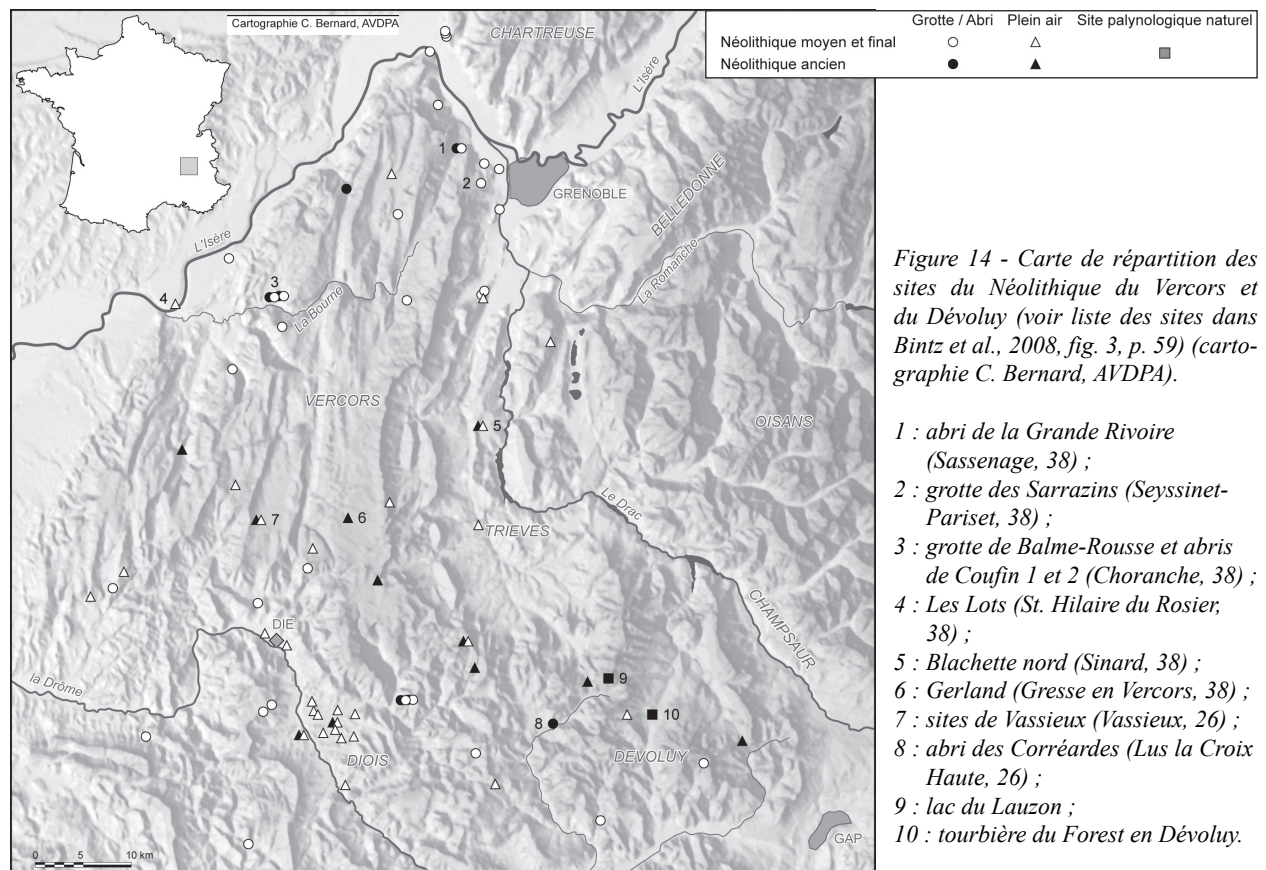 Cartographie C. Bernard, AVDPA
Grotte / Abri Plein air Site palynologique naturel
Néolithique moyen et final
Néolithique ancien
CHARTREUSE
L'Isère
1
2
GRENOBLE
BELLEDONNE
L'Isère
La Romanche
3
4
La Bourne
VERCORS
OISANS
5
Le Drac
7
6
TRIEVES
CHAMPSAUR
DIE
la Drôme
9
8
10
DIOIS
DEVOLUY
GAP
0 5 10 km
Figure 14 - Carte de répartition des
sites du Néolithique du Vercors et
du Dévoluy (voir liste des sites dans
Bintz et al., 2008, fig. 3, p. 59) (carto-
graphie C. Bernard, AVDPA).
1 : abri de la Grande Rivoire
(Sassenage, 38) ;
2 : grotte des Sarrazins (Seyssinet-
Pariset, 38) ;
3 : grotte de Balme-Rousse et abris
de Coufin 1 et 2 (Choranche, 38) ;
4 : Les Lots (St. Hilaire du Rosier,
38) ;
5 : Blachette nord (Sinard, 38) ;
6 : Gerland (Gresse en Vercors, 38) ;
7 : sites de Vassieux (Vassieux, 26) ;
8 : abri des Corréardes (Lus la Croix
Haute, 26) ;
9 : lac du Lauzon ;
10 : tourbière du Forest en Dévoluy.